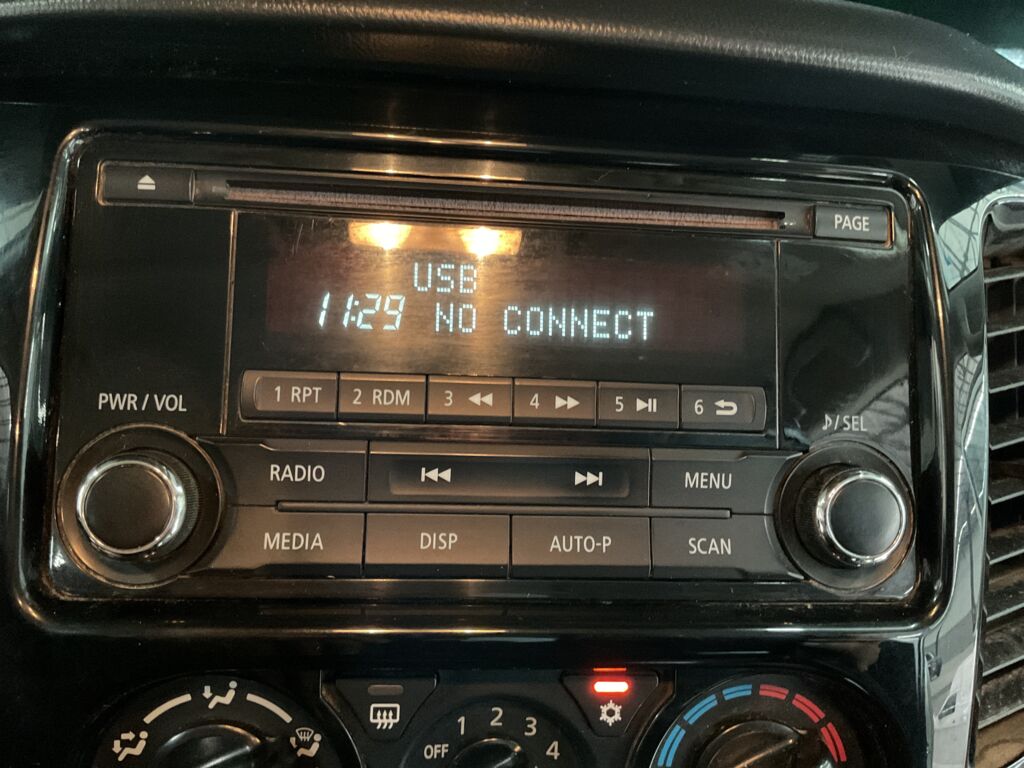 PAGE
USB
11:29 NO CONNECT
1 RPT 2 RDM 3 4 5 6
PWR / VOL
/SEL
RADIO MENU
MEDIA DISP AUTO-P SCAN
OFF 1 2 3 4